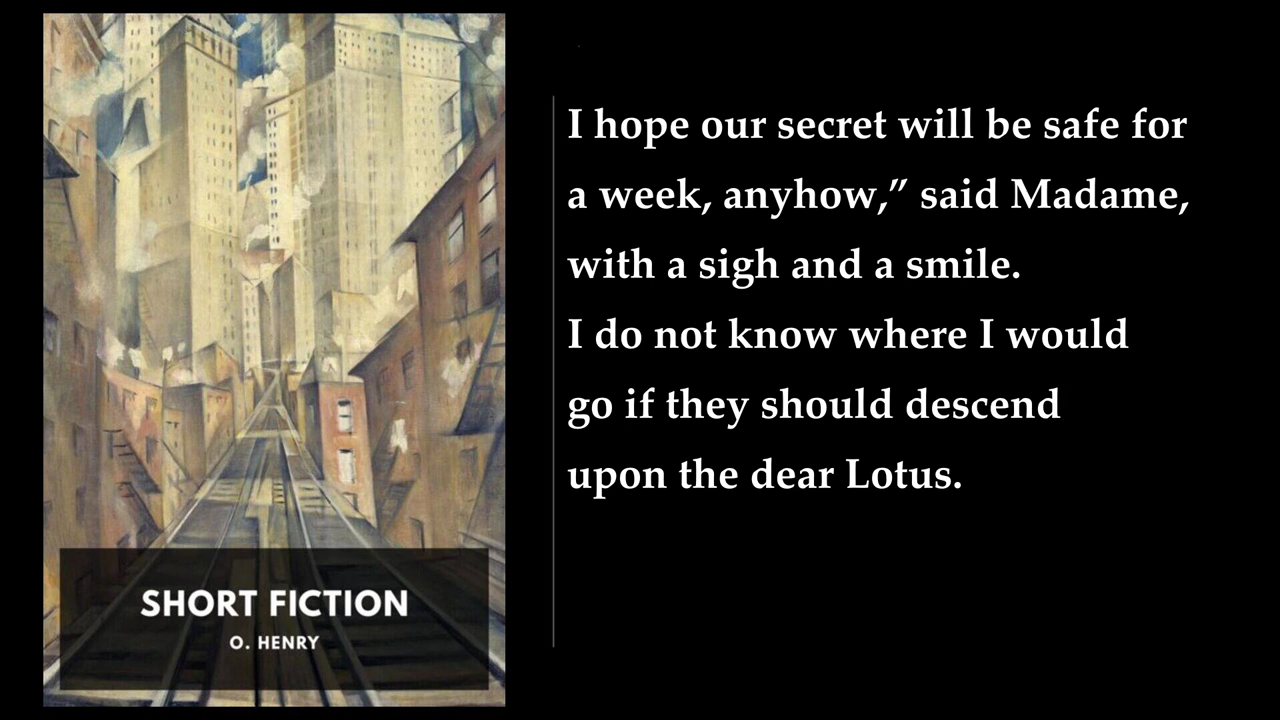 SHORT FICTION
O. HENRY
I hope our secret will be safe for
a week, anyhow,” said Madame,
with a sigh and a smile.
I do not know where I would
go if they should descend
upon the dear Lotus.